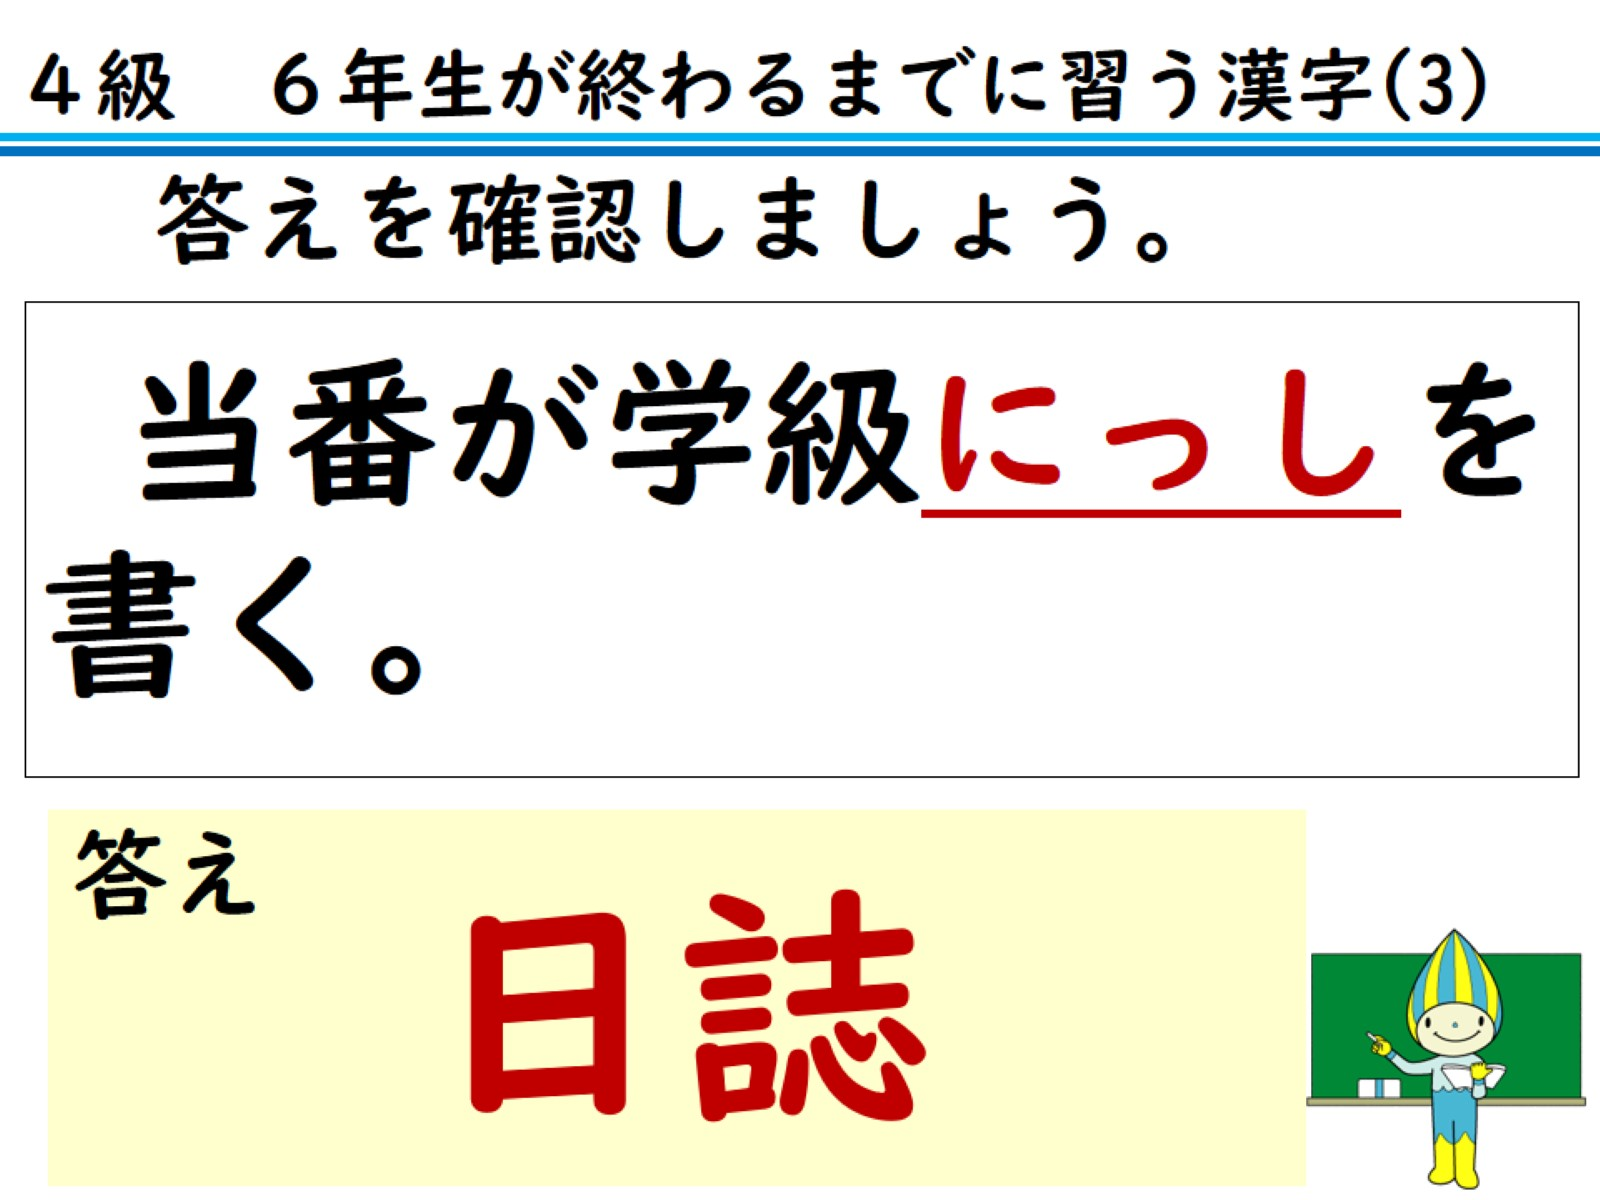 ４級　６年生が終わるまでに習う漢字(3)
答えを確認しましょう。
当番が学級にっしを
書く。
答え
日誌